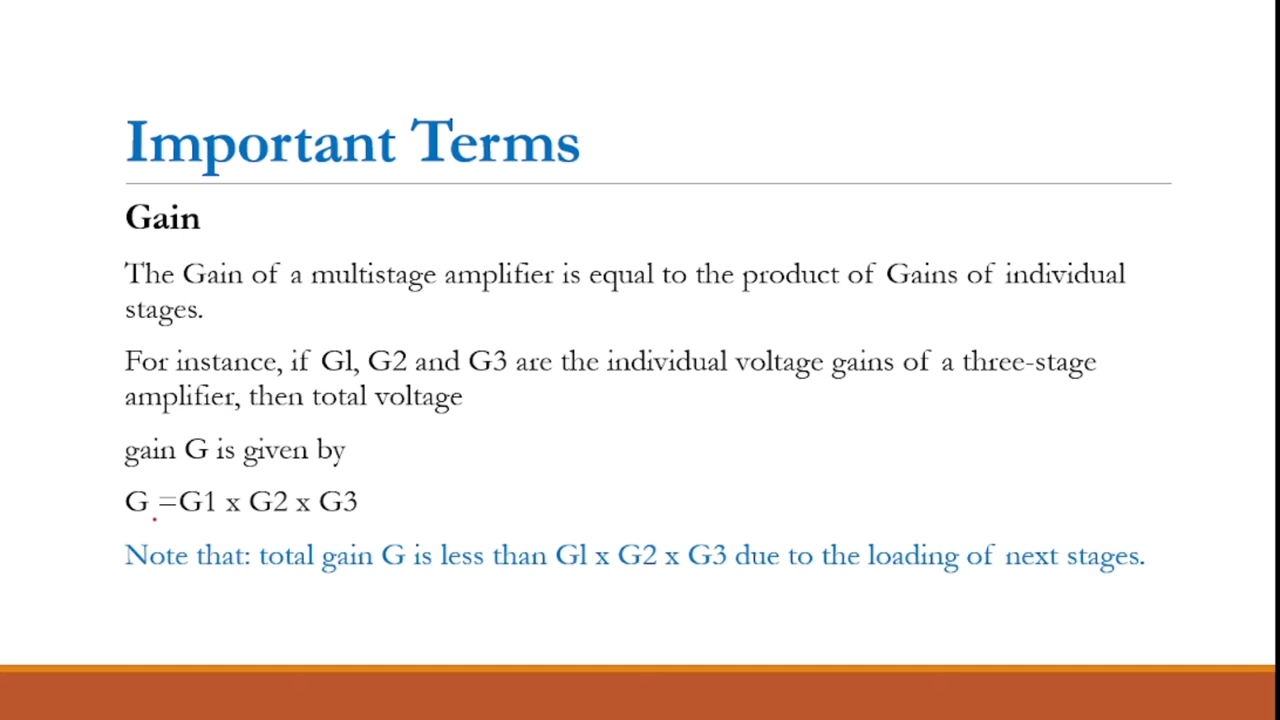 Important Terms
Gain
The Gain of a multistage amplifier is equal to the product of Gains of individual
stages.
For instance, if Gl, G2 and G3 are the individual voltage gains of a three-stage
amplifier, then total voltage
gain G is given by
G =G1 x G2 x G3
Note that: total gain G is less than Gl x G2 x G3 due to the loading of next stages.